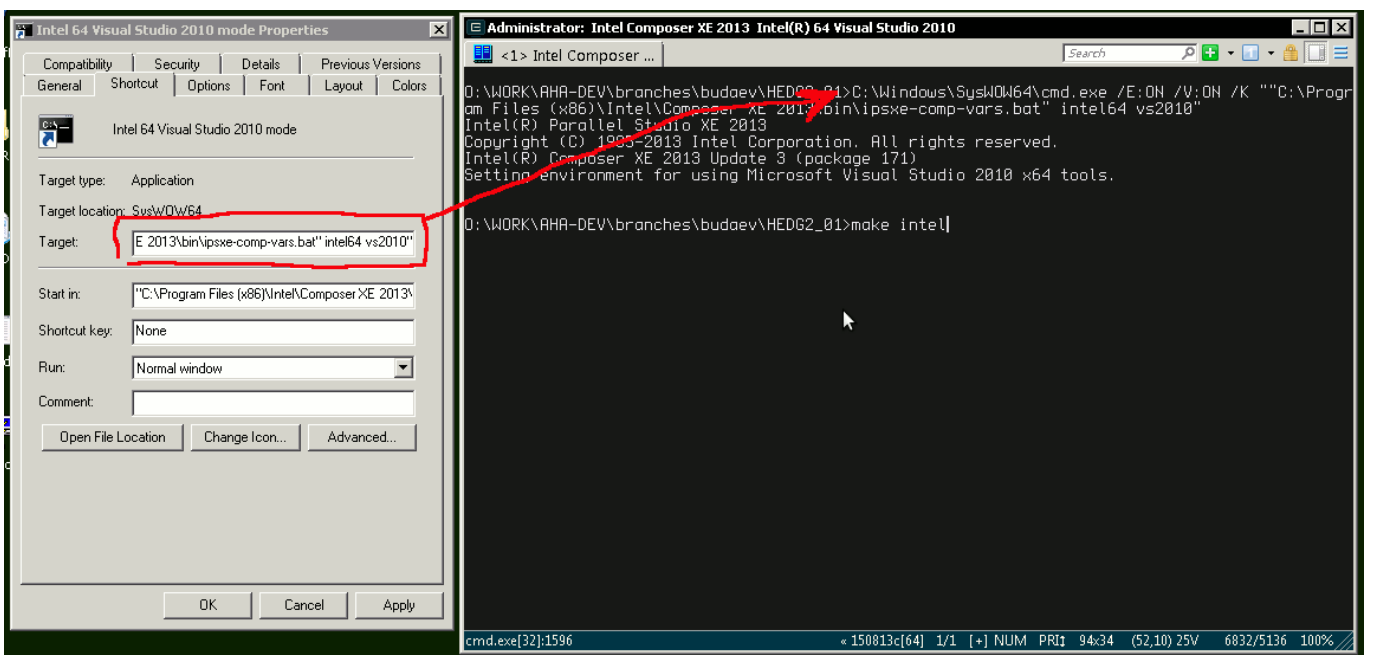 Intel 64 Visual Studio 2010 mode Properties
Compatibility Security Details Previous Versions
General Shortcut Options Font Layout Colors
Intel 64 Visual Studio 2010 mode
Target type: Application
Target location: SysWOW64
Target: E 2013\bin\ipsxe-comp-vars.bat" intel64 vs2010"
Start in: "C:\Program Files (x86)\Intel\Composer XE 2013\
Shortcut key: None
Run: Normal window
Comment:
Open File Location Change Icon... Advanced...
OK Cancel Apply
Administrator: Intel Composer XE 2013 Intel(R) 64 Visual Studio 2010
<1> Intel Composer ... Search
O:\WORK\AHA-DEV\branches\budaev\HEDG2_01>C:\Windows\SysWOW64\cmd.exe /E:ON /V:ON /K ""C:\Progr
am Files (x86)\Intel\Composer XE 2013\bin\ipsxe-comp-vars.bat" intel64 vs2010"
Intel(R) Parallel Studio XE 2013
Copyright (C) 1985-2013 Intel Corporation. All rights reserved.
Intel(R) Composer XE 2013 Update 3 (package 171)
Setting environment for using Microsoft Visual Studio 2010 x64 tools.
O:\WORK\AHA-DEV\branches\budaev\HEDG2_01>make intel
cmd.exe[32]:1596 « 150813c[64] 1/1 [+] NUM PRI↕ 94x34 (52,10) 25V 6832/5136 100%